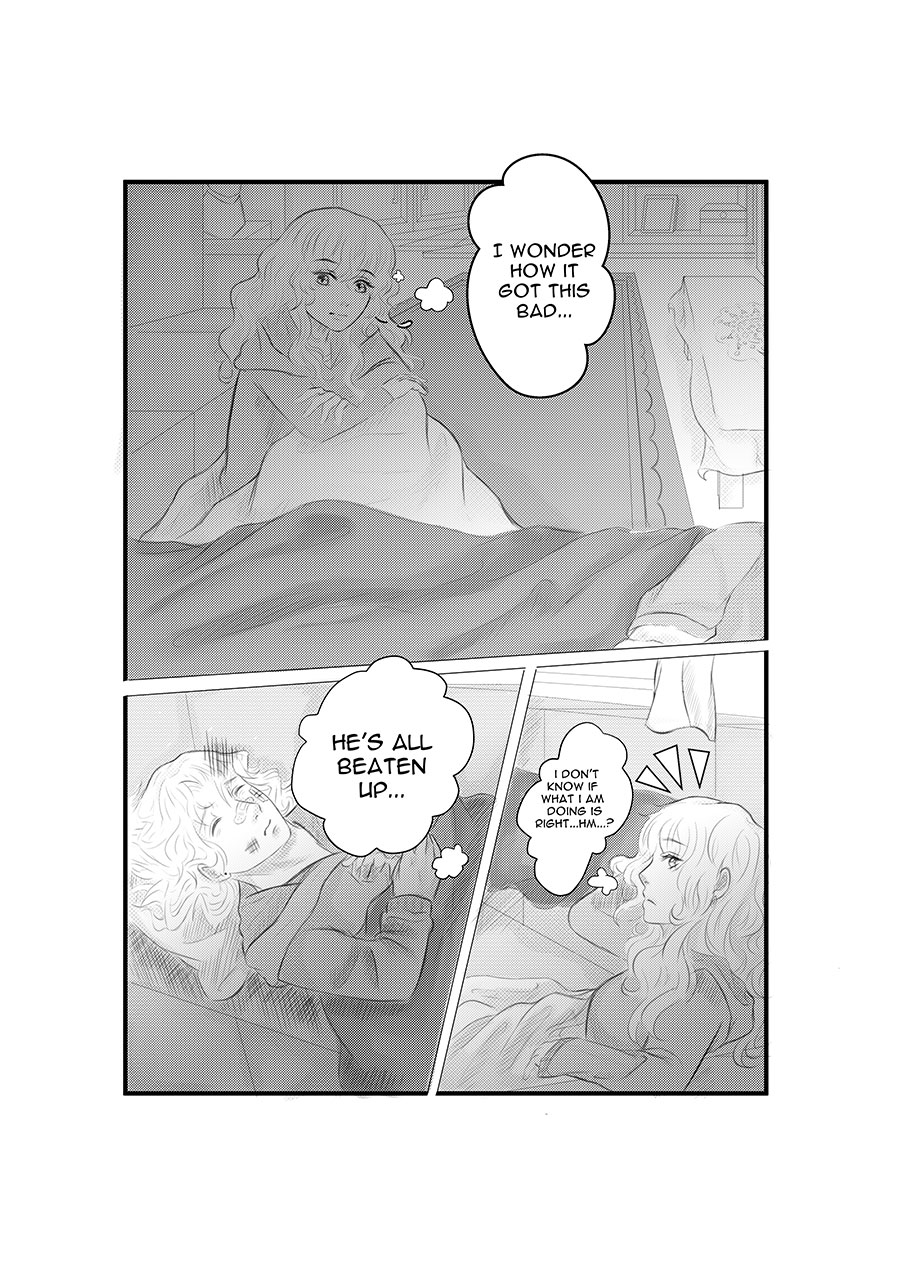 I WONDER
HOW IT
GOT THIS
BAD...
HE'S ALL
BEATEN
UP...
I DON'T
KNOW IF
WHAT I AM
DOING IS
RIGHT...HM...?